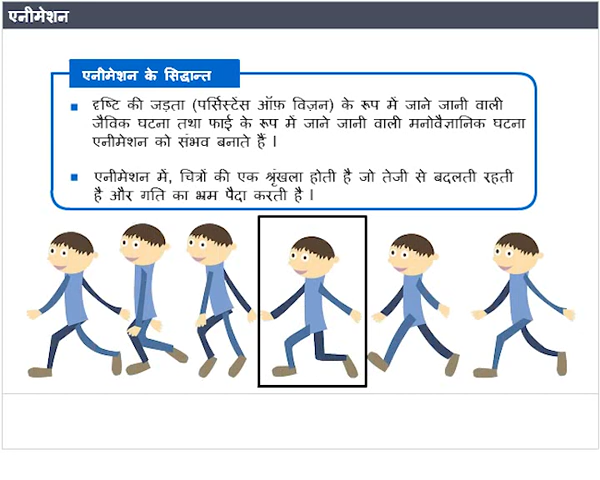 एनीमेशन
एनीमेशन के सिद्धान्त
दृष्टि की जड़ता (पर्सिस्टेंस ऑफ़ विज़न) के रूप में जाने जानी वाली
जैविक घटना तथा फाई के रूप में जाने जानी वाली मनोवैज्ञानिक घटना
एनीमेशन को संभव बनाते हैं ।
एनीमेशन में, चित्रों की एक श्रृंखला होती है जो तेजी से बदलती रहती
है और गति का भ्रम पैदा करती है ।